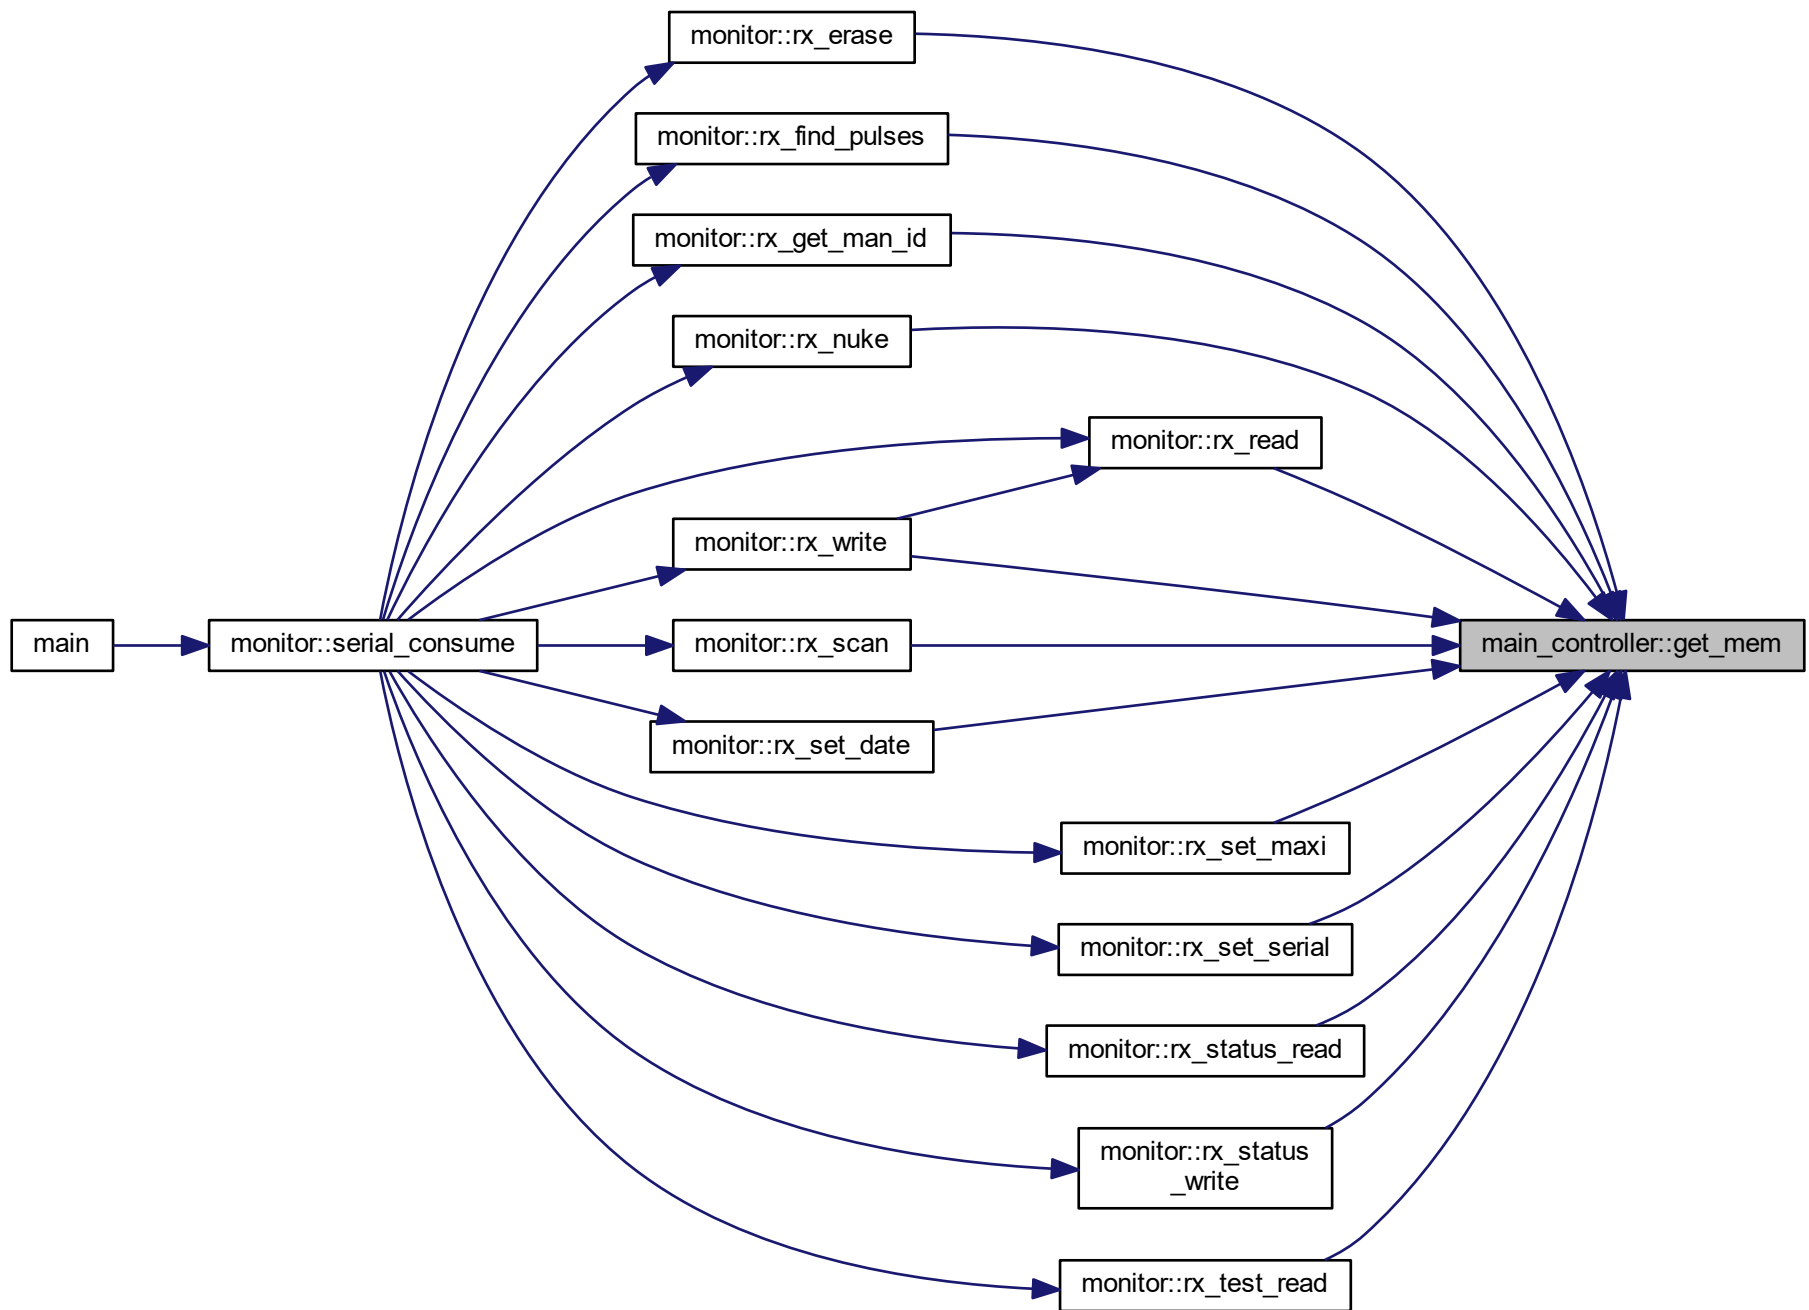 monitor::rx_erase
monitor::rx_find_pulses
monitor::rx_get_man_id
monitor::rx_nuke
monitor::rx_read
monitor::rx_write
main
monitor::serial_consume
monitor::rx_scan
main_controller::get_mem
monitor::rx_set_date
monitor::rx_set_maxi
monitor::rx_set_serial
monitor::rx_status_read
monitor::rx_status
_write
monitor::rx_test_read